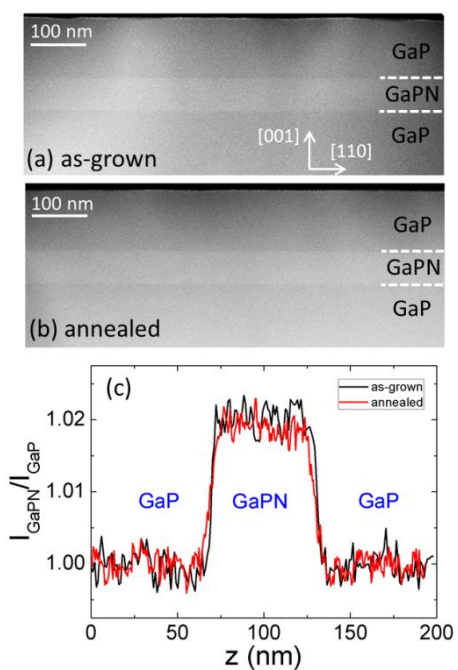 100 nm
GaP
GaPN
GaP
[001]
[110]
(a) as-grown
100 nm
GaP
GaPN
GaP
(b) annealed
(c)
as-grown
annealed
1.02
1.01
1.00
I_GaPN/I_GaP
GaP
GaPN
GaP
0
50
100
150
200
z (nm)